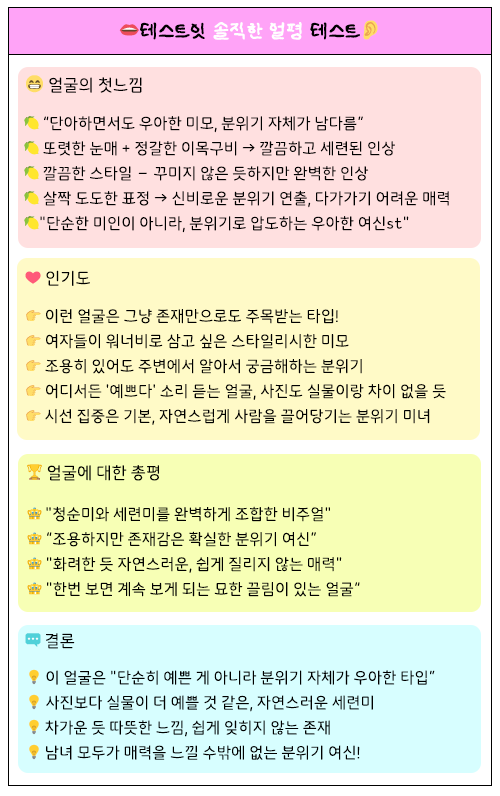 테스트밋 솔직한 얼평 테스트
얼굴의 첫느낌
“단아하면서도 우아한 미모, 분위기 자체가 남다름”
또렷한 눈매 + 정갈한 이목구비 → 깔끔하고 세련된 인상
깔끔한 스타일 – 꾸미지 않은 듯하지만 완벽한 인상
살짝 도도한 표정 → 신비로운 분위기 연출, 다가가기 어려운 매력
"단순한 미인이 아니라, 분위기로 압도하는 우아한 여신st"
인기도
이런 얼굴은 그냥 존재만으로도 주목받는 타입!
여자들이 워너비로 삼고 싶은 스타일리시한 미모
조용히 있어도 주변에서 알아서 궁금해하는 분위기
어디서든 '예쁘다' 소리 듣는 얼굴, 사진도 실물이랑 차이 없을 듯
시선 집중은 기본, 자연스럽게 사람을 끌어당기는 분위기 미녀
얼굴에 대한 총평
"청순미와 세련미를 완벽하게 조합한 비주얼"
“조용하지만 존재감은 확실한 분위기 여신”
"화려한 듯 자연스러운, 쉽게 질리지 않는 매력"
"한번 보면 계속 보게 되는 묘한 끌림이 있는 얼굴”
결론
이 얼굴은 "단순히 예쁜 게 아니라 분위기 자체가 우아한 타입“
사진보다 실물이 더 예쁠 것 같은, 자연스러운 세련미
차가운 듯 따뜻한 느낌, 쉽게 잊히지 않는 존재
남녀 모두가 매력을 느낄 수밖에 없는 분위기 여신!